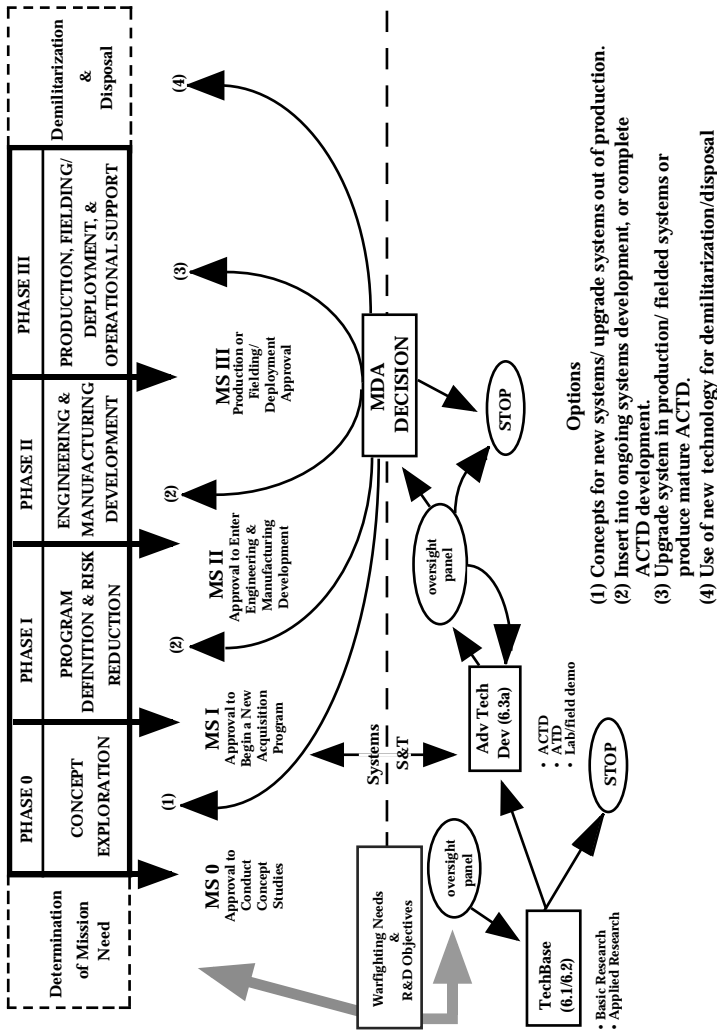 Determination
of Mission
Need
PHASE 0
CONCEPT
EXPLORATION
PHASE I
PROGRAM
DEFINITION & RISK
REDUCTION
PHASE II
ENGINEERING &
MANUFACTURING
DEVELOPMENT
PHASE III
PRODUCTION, FIELDING/
DEPLOYMENT, &
OPERATIONAL SUPPORT
Demilitarization
&
Disposal
(1)
(2)
(2)
(3)
(4)
MS 0
Approval to
Conduct
Concept
Studies
MS I
Approval to
Begin a New
Acquisition
Program
MS II
Approval to Enter
Engineering &
Manufacturing
Development
MS III
Production or
Fielding/
Deployment
Approval
Warfighting Needs
&
R&D Objectives
Systems
S&T
MDA
DECISION
oversight
panel
oversight
panel
STOP
Adv Tech
Dev (6.3a)
• ACTD
• ATD
• Lab/field demo
TechBase
(6.1/6.2)
• Basic Research
• Applied Research
STOP
Options
(1) Concepts for new systems/ upgrade systems out of production.
(2) Insert into ongoing systems development, or complete
ACTD development.
(3) Upgrade system in production/ fielded systems or
produce mature ACTD.
(4) Use of new technology for demilitarization/disposal